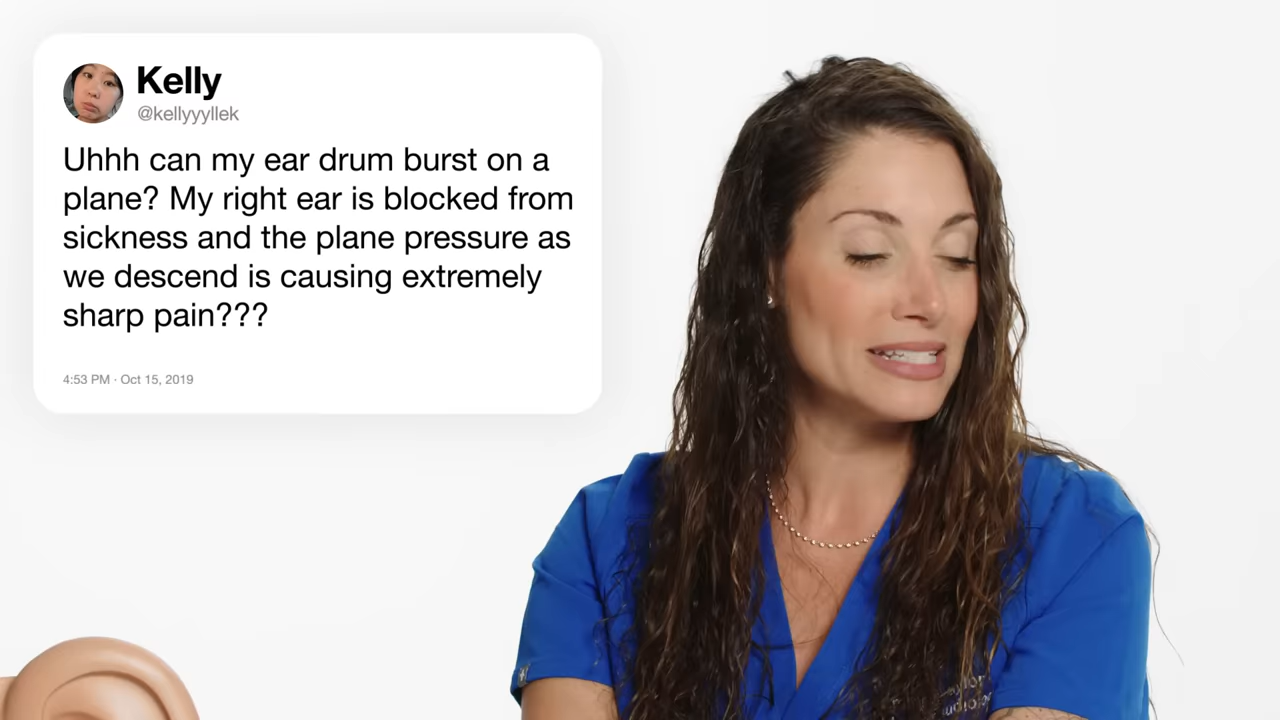 Kelly
@kellyyyllek
Uhhh can my ear drum burst on a
plane? My right ear is blocked from
sickness and the plane pressure as
we descend is causing extremely
sharp pain???
4:53 PM · Oct 15, 2019